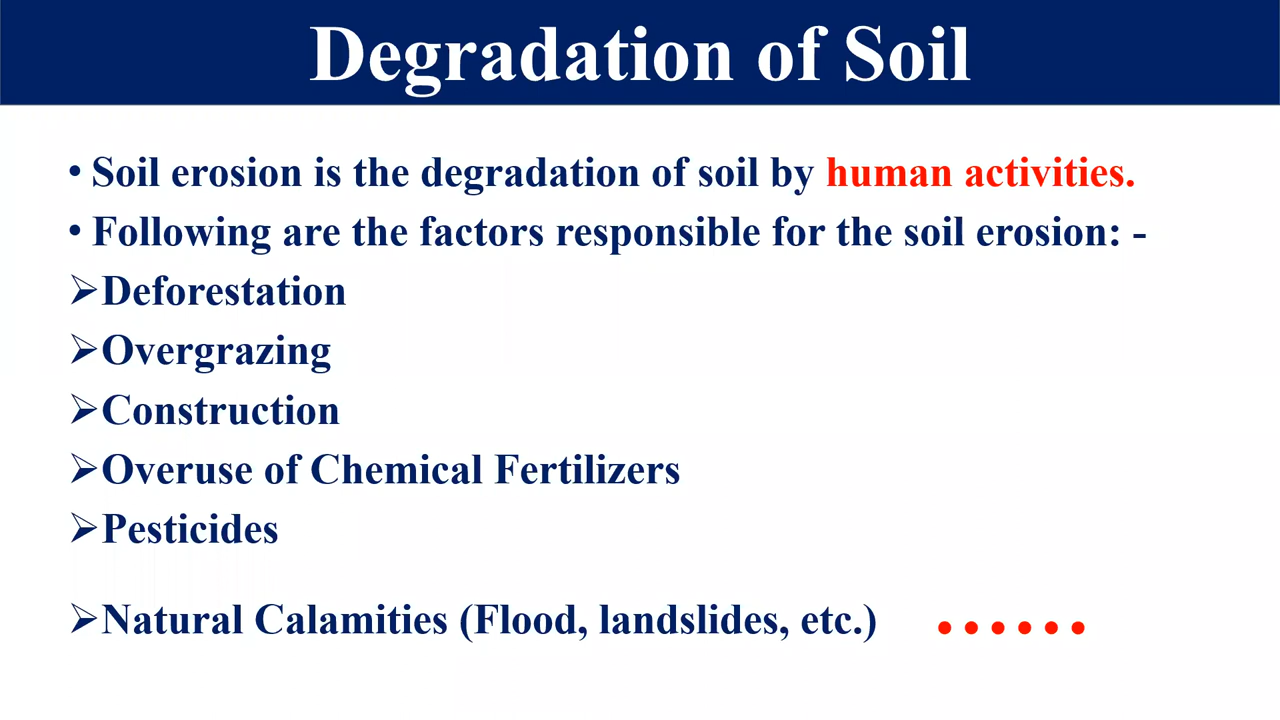 Degradation of Soil
• Soil erosion is the degradation of soil by human activities.
• Following are the factors responsible for the soil erosion: -
➢Deforestation
➢Overgrazing
➢Construction
➢Overuse of Chemical Fertilizers
➢Pesticides
➢Natural Calamities (Flood, landslides, etc.) ......